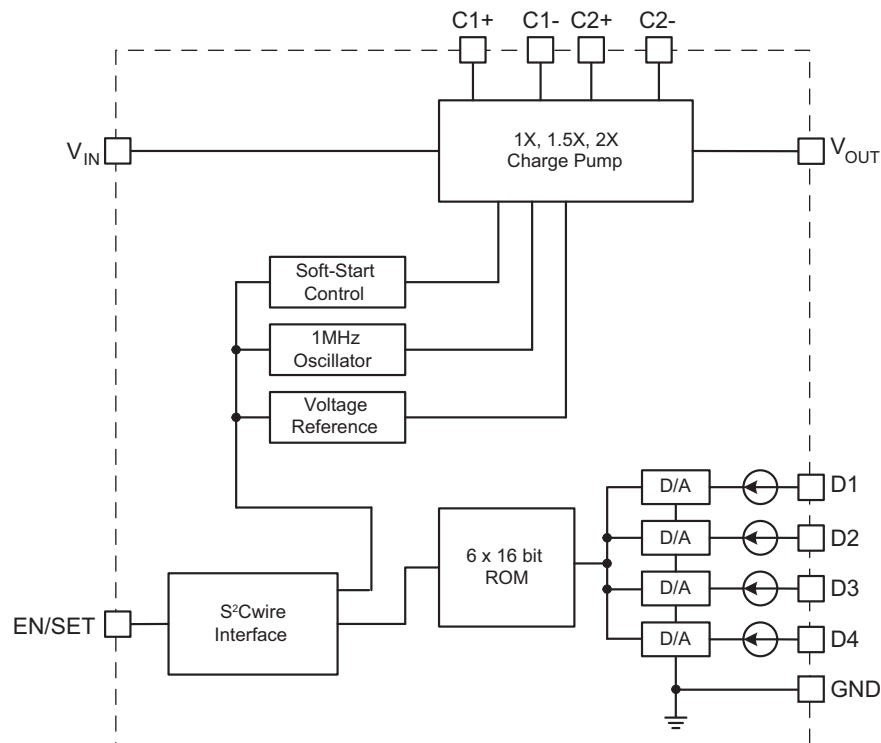 C1+ C1- C2+ C2-
V_IN
1X, 1.5X, 2X
Charge Pump
V_OUT
Soft-Start
Control
1MHz
Oscillator
Voltage
Reference
D/A
D1
D/A
D2
D/A
D3
D/A
D4
6 x 16 bit
ROM
EN/SET
S²Cwire
Interface
GND